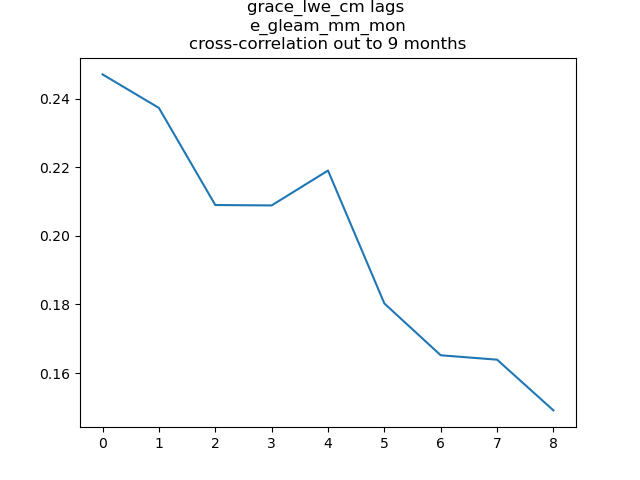 grace_lwe_cm lags
e_gleam_mm_mon
cross-correlation out to 9 months
0.24
0.22
0.20
0.18
0.16
0 1 2 3 4 5 6 7 8